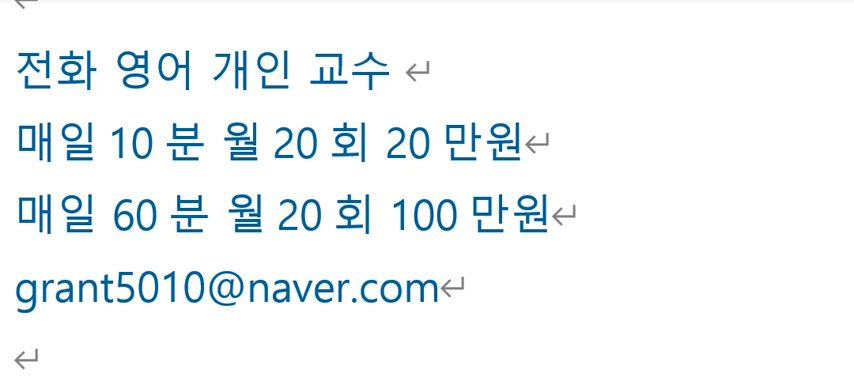 전화 영어 개인 교수
매일 10 분 월 20 회 20 만원
매일 60 분 월 20 회 100 만원
grant5010@naver.com